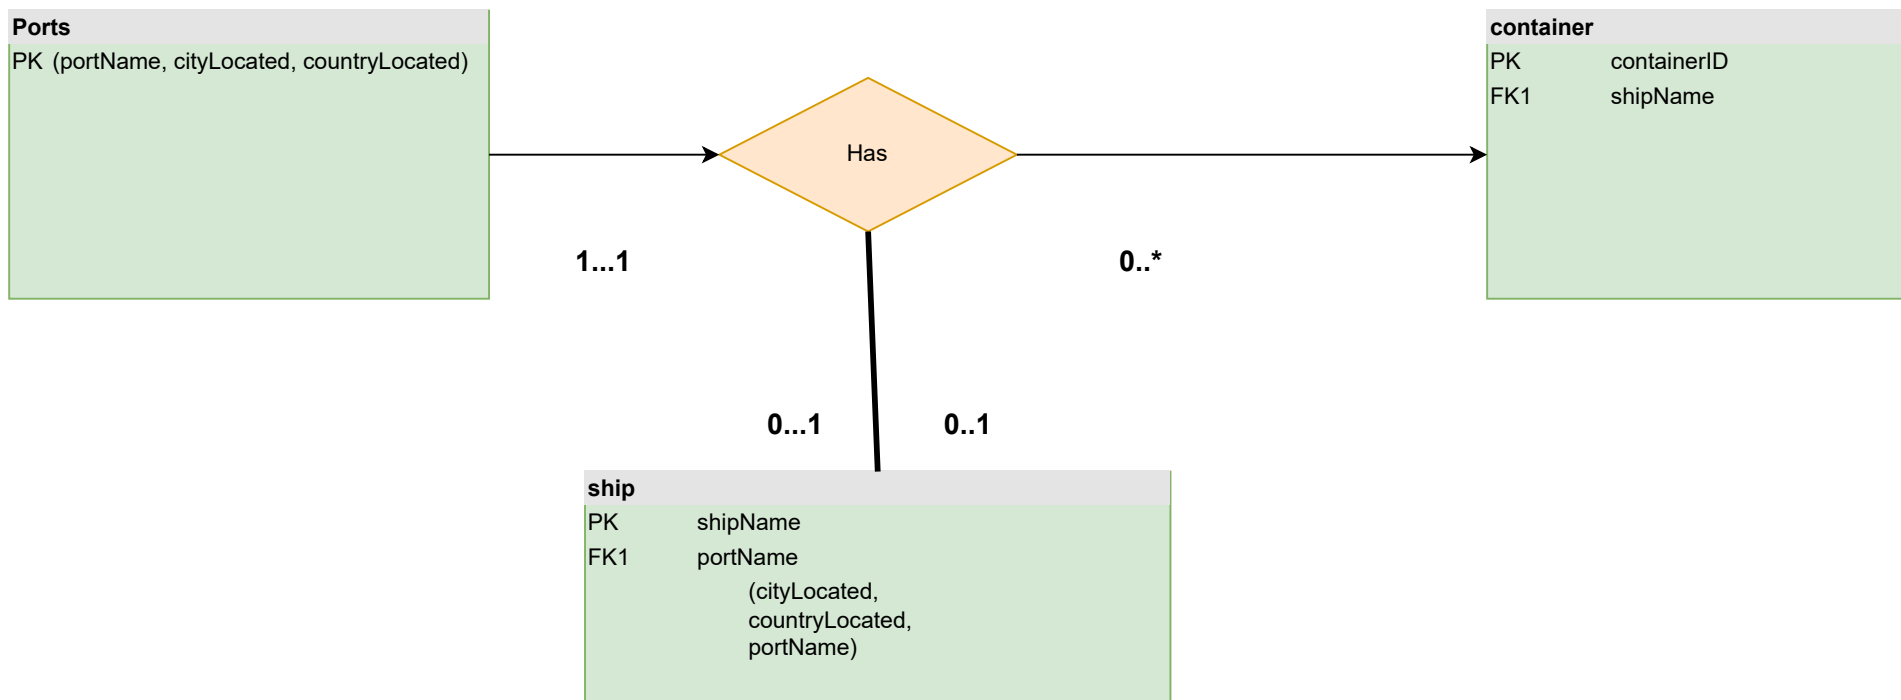 Ports
PK (portName, cityLocated, countryLocated)
container
PK containerID
FK1 shipName
Has
1...1
0..*
0...1
0..1
ship
PK shipName
FK1 portName
(cityLocated,
countryLocated,
portName)